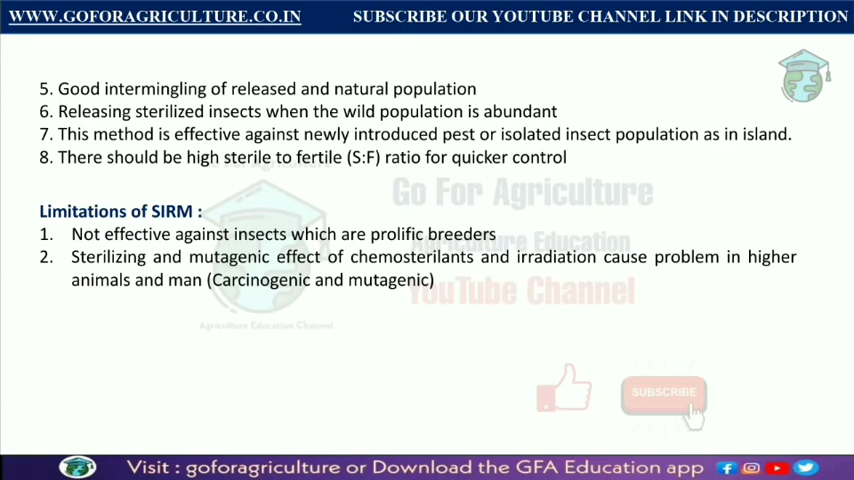 WWW.GOFORAGRICULTURE.CO.IN SUBSCRIBE OUR YOUTUBE CHANNEL LINK IN DESCRIPTION
5. Good intermingling of released and natural population
6. Releasing sterilized insects when the wild population is abundant
7. This method is effective against newly introduced pest or isolated insect population as in island.
8. There should be high sterile to fertile (S:F) ratio for quicker control
Go For Agriculture
Limitations of SIRM :
1. Not effective against insects which are prolific breeders
Agriculture Education
2. Sterilizing and mutagenic effect of chemosterilants and irradiation cause problem in higher
animals and man (Carcinogenic and mutagenic)
YouTube Channel
Agriculture Education Channel
SUBSCRIBE
Visit : goforagriculture or Download the GFA Education app